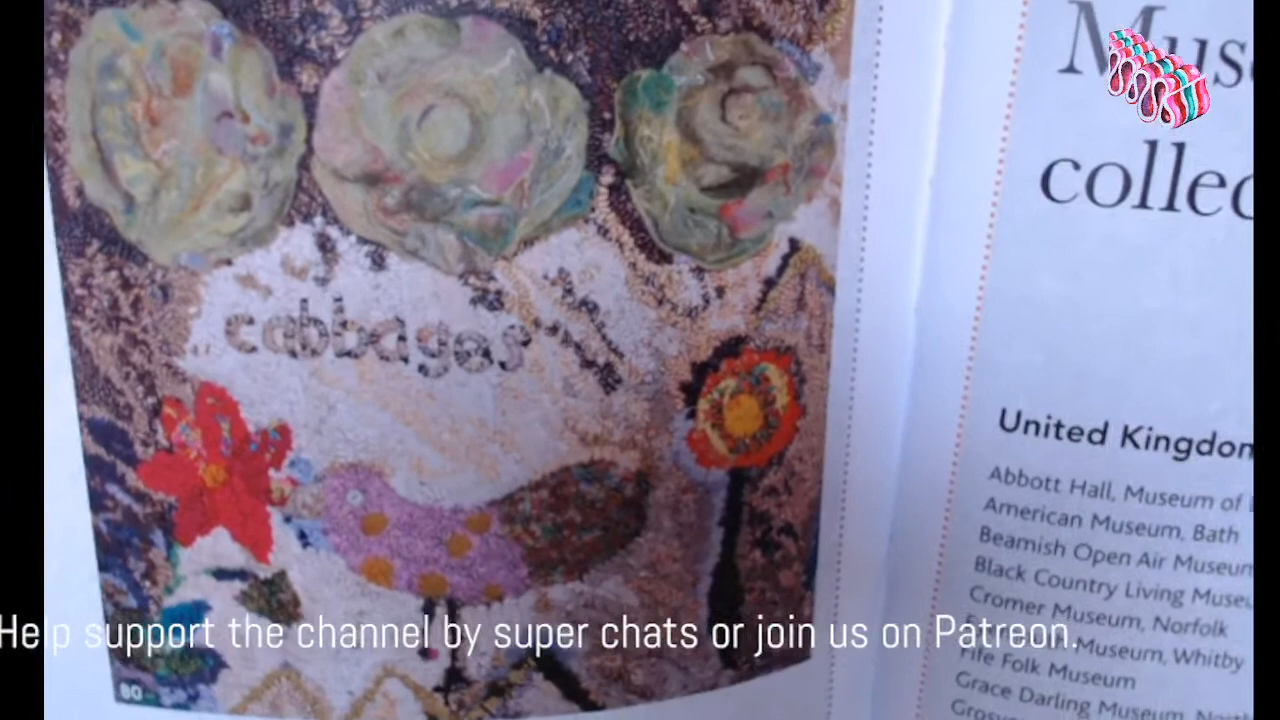 cabbages
80
Mus
collec
United Kingdom
Abbott Hall, Museum of
American Museum, Bath
Beamish Open Air Museum
Black Country Living Museu
Cromer Museum, Norfolk
Museum, Whitby
Fife Folk Museum
Grace Darling Museum,
Help support the channel by super chats or join us on Patreon.